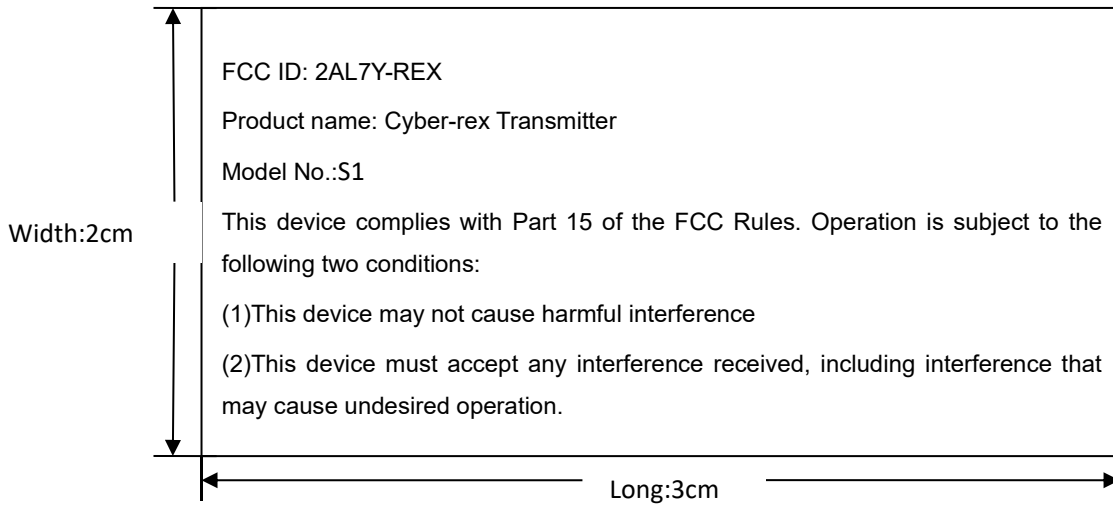 FCC ID: 2AL7Y-REX
Product name: Cyber-rex Transmitter
Model No.:S1
This device complies with Part 15 of the FCC Rules. Operation is subject to the
Width:2cm
following two conditions:
(1)This device may not cause harmful interference
(2)This device must accept any interference received, including interference that
may cause undesired operation.
Long:3cm